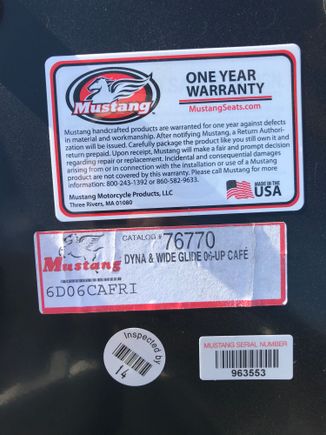 Mustang
ONE YEAR
WARRANTY
MustangSeats.com
Mustang handcrafted products are warranted for one year against defects
in material and workmanship. After notifying Mustang, a Return Authori-
zation will be issued. Carefully package the product like you still own it and
return prepaid. Upon receipt, Mustang will make a fair and prompt decision
regarding repair or replacement. Incidental and consequential damages
arising from or in connection with the installation or use of a Mustang
product are not covered by this warranty. Please call Mustang for more
information: 800-243-1392 or 860-582-9633.
Mustang Motorcycle Products, LLC
Three Rivers, MA 01080
MADE IN THE
USA
Mustang
CATALOG # 76770
DYNA & WIDE GLIDE 06-UP CAFÉ
6D06CAFRI
Inspected by
14
MUSTANG SERIAL NUMBER
963553